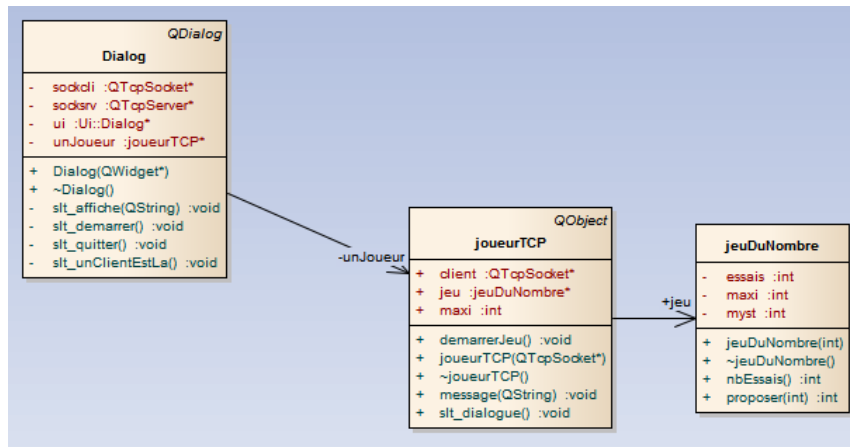 QDialog
Dialog
- sockcli :QTcpSocket*
- socksrv :QTcpServer*
- ui :Ui::Dialog*
- unJoueur :joueurTCP*
+ Dialog(QWidget*)
+ ~Dialog()
- slt_affiche(QString) :void
- slt_demarrer() :void
- slt_quitter() :void
- slt_unClientEstLa() :void
-unJoueur
QObject
joueurTCP
+ client :QTcpSocket*
+ jeu :jeuDuNombre*
+ maxi :int
+ demarrerJeu() :void
+ joueurTCP(QTcpSocket*)
+ ~joueurTCP()
+ message(QString) :void
+ slt_dialogue() :void
+jeu
jeuDuNombre
- essais :int
- maxi :int
- myst :int
+ jeuDuNombre(int)
+ ~jeuDuNombre()
+ nbEssais() :int
+ proposer(int) :int